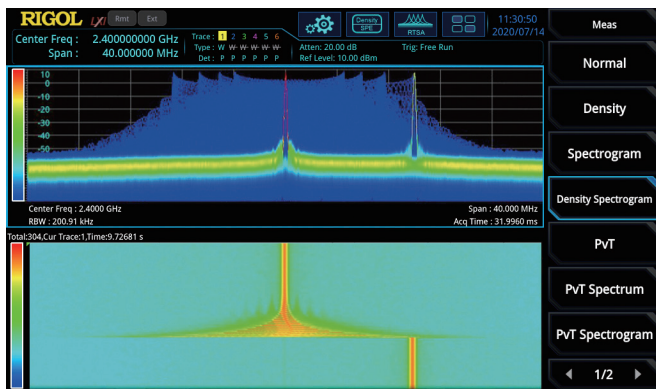 RIGOL LXI Rmt Ext
Density SPE
RTSA
11:30:50
2020/07/14
Center Freq : 2.400000000 GHz
Span : 40.000000 MHz
Trace : 1 2 3 4 5 6
Type : W W W W W W
Det : P P P P P P
Atten: 20.00 dB
Ref Level: 10.00 dBm
Trig: Free Run
10
0
-10
-20
-30
-40
-50
Center Freq : 2.4000 GHz
Span : 40.000 MHz
RBW : 200.91 kHz
Acq Time : 31.9960 ms
Total:304,Cur Trace:1,Time:9.72681 s
Meas
Normal
Density
Spectrogram
Density Spectrogram
PvT
PvT Spectrum
PvT Spectrogram
1/2